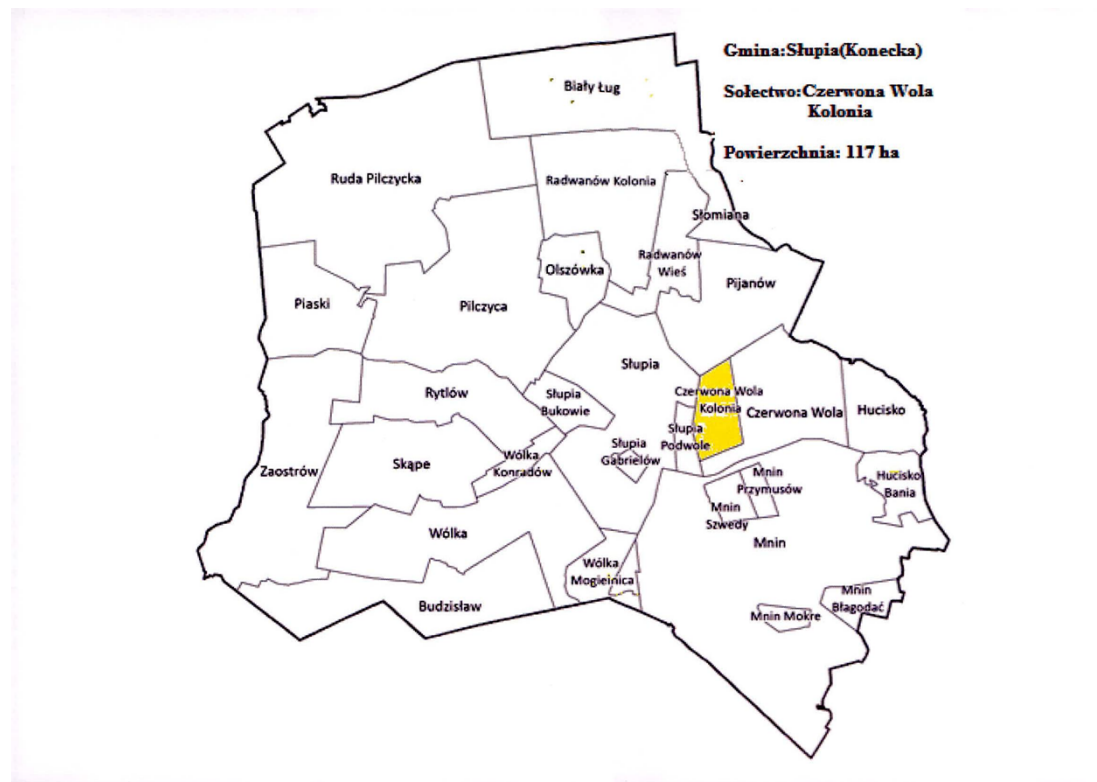 Gmina:Słupia(Konecka)
Sołectwo:Czerwona Wola
Kolonia
Powierzchnia: 117 ha
Biały Ług
Ruda Pilczycka
Radwanów Kolonia
Słomiana
Radwanów
Wieś
Olszówka
Pijanów
Piaski
Pilczyca
Słupia
Rytlów
Słupia
Bukowie
Czerwona Wola
Kolonia
Czerwona Wola
Hucisko
Słupia
Podwole
Słupia
Gabrielów
Zaostrów
Skąpe
Wólka
Konradów
Mnin
Przymusów
Hucisko
Bania
Mnin
Szwedy
Wólka
Mnin
Wólka
Mogielnica
Budzisław
Mnin
Błagodać
Mnin Mokre